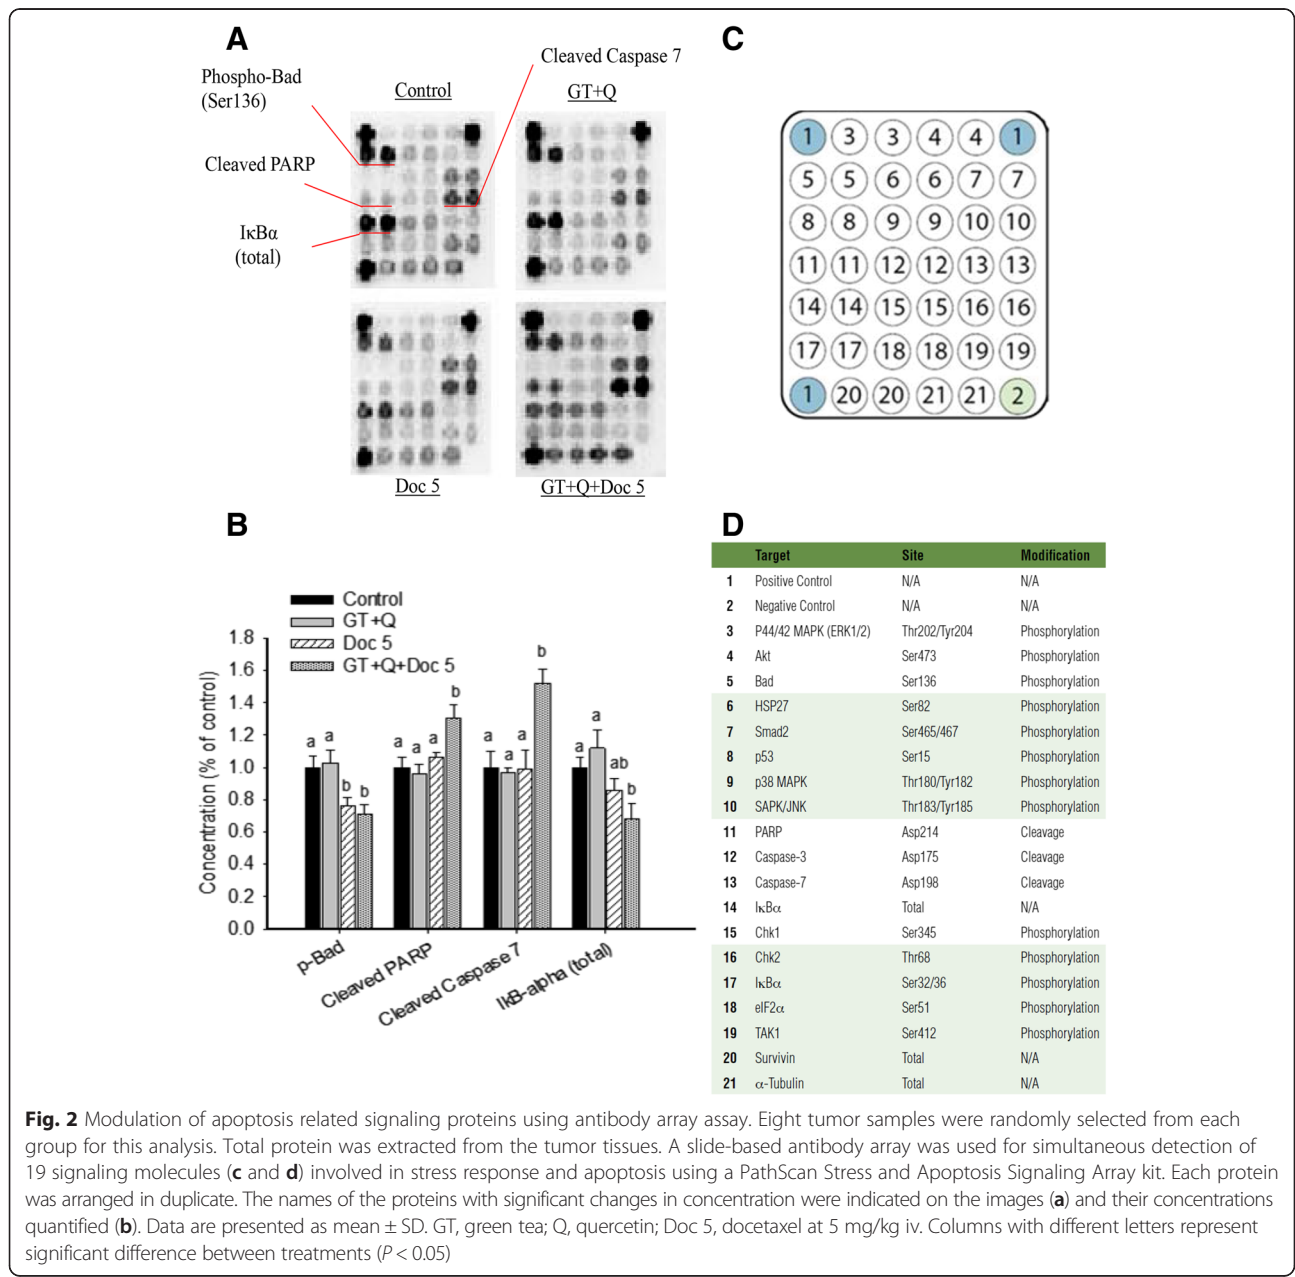 A
Phospho-Bad
(Ser136)
Control
GT+Q
Cleaved Caspase 7
Cleaved PARP
IκBα
(total)
Doc 5
GT+Q+Doc 5
C
1 3 3 4 4 1
5 5 6 6 7 7
8 8 9 9 10 10
11 11 12 12 13 13
14 14 15 15 16 16
17 17 18 18 19 19
1 20 20 21 21 2
B
Control
GT+Q
Doc 5
GT+Q+Doc 5
Concentration (% of control)
1.8
1.6
1.4
1.2
1.0
0.8
0.6
0.4
0.2
0.0
a a b b
a a a b
a a a b
a a ab b
p-Bad
Cleaved PARP
Cleaved Caspase 7
IkB-alpha (total)
D
Target Site Modification
1 Positive Control N/A N/A
2 Negative Control N/A N/A
3 P44/42 MAPK (ERK1/2) Thr202/Tyr204 Phosphorylation
4 Akt Ser473 Phosphorylation
5 Bad Ser136 Phosphorylation
6 HSP27 Ser82 Phosphorylation
7 Smad2 Ser465/467 Phosphorylation
8 p53 Ser15 Phosphorylation
9 p38 MAPK Thr180/Tyr182 Phosphorylation
10 SAPK/JNK Thr183/Tyr185 Phosphorylation
11 PARP Asp214 Cleavage
12 Caspase-3 Asp175 Cleavage
13 Caspase-7 Asp198 Cleavage
14 IκBα Total N/A
15 Chk1 Ser345 Phosphorylation
16 Chk2 Thr68 Phosphorylation
17 IκBα Ser32/36 Phosphorylation
18 eIF2α Ser51 Phosphorylation
19 TAK1 Ser412 Phosphorylation
20 Survivin Total N/A
21 α-Tubulin Total N/A
Fig. 2 Modulation of apoptosis related signaling proteins using antibody array assay. Eight tumor samples were randomly selected from each
group for this analysis. Total protein was extracted from the tumor tissues. A slide-based antibody array was used for simultaneous detection of
19 signaling molecules (c and d) involved in stress response and apoptosis using a PathScan Stress and Apoptosis Signaling Array kit. Each protein
was arranged in duplicate. The names of the proteins with significant changes in concentration were indicated on the images (a) and their concentrations
quantified (b). Data are presented as mean ± SD. GT, green tea; Q, quercetin; Doc 5, docetaxel at 5 mg/kg iv. Columns with different letters represent
significant difference between treatments (P < 0.05)